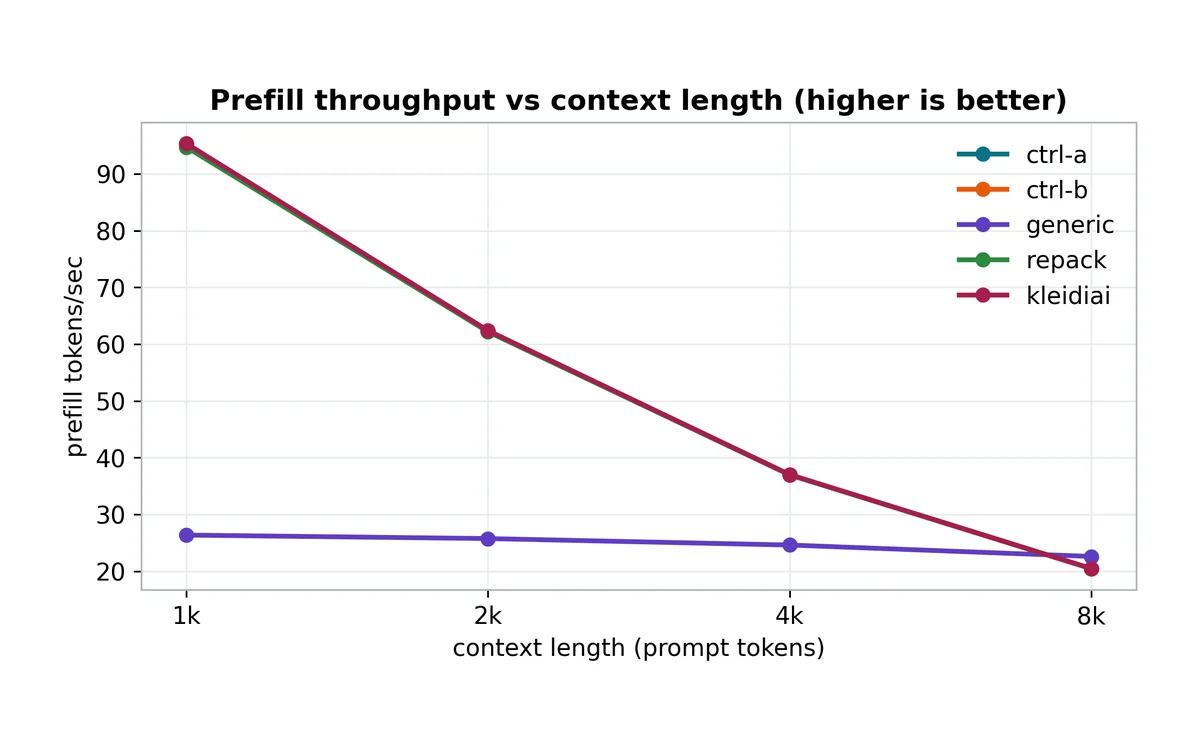 Prefill throughput vs context length (higher is better)
prefill tokens/sec
90
80
70
60
50
40
30
20
1k
2k
4k
8k
context length (prompt tokens)
ctrl-a
ctrl-b
generic
repack
kleidiai